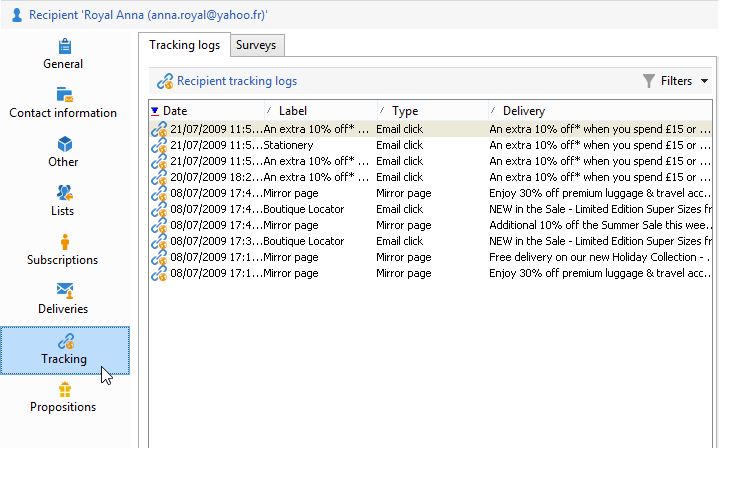 Recipient 'Royal Anna (anna.royal@yahoo.fr)'
General
Contact information
Other
Lists
Subscriptions
Deliveries
Tracking
Propositions
Tracking logs Surveys
Recipient tracking logs Filters
Date Label Type Delivery
21/07/2009 11:5... An extra 10% off* ... Email click An extra 10% off* when you spend £15 or ...
21/07/2009 11:5... Stationery Email click An extra 10% off* when you spend £15 or ...
21/07/2009 11:5... An extra 10% off* ... Email click An extra 10% off* when you spend £15 or ...
20/07/2009 18:2... An extra 10% off* ... Email click An extra 10% off* when you spend £15 or ...
08/07/2009 17:4... Mirror page Mirror page Enjoy 30% off premium luggage & travel acc...
08/07/2009 17:4... Boutique Locator Email click NEW in the Sale - Limited Edition Super Sizes fr
08/07/2009 17:4... Mirror page Mirror page Additional 10% off the Summer Sale this wee...
08/07/2009 17:3... Boutique Locator Email click NEW in the Sale - Limited Edition Super Sizes fr
08/07/2009 17:1... Mirror page Mirror page Free delivery on our new Holiday Collection - .
08/07/2009 17:1... Mirror page Mirror page Enjoy 30% off premium luggage & travel acc...